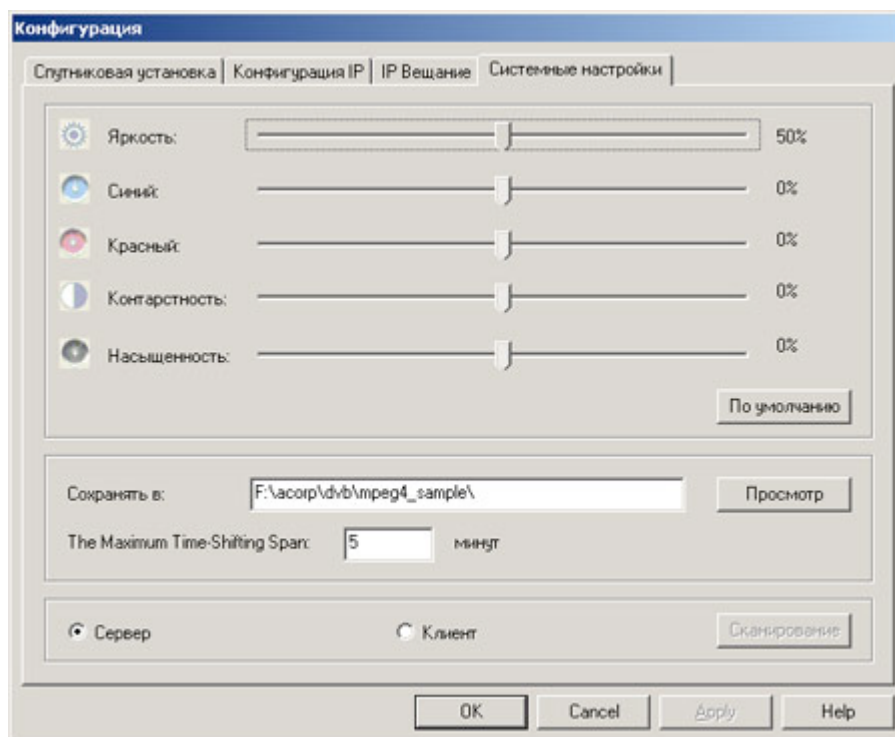 Конфигурация
Спутниковая установка Конфигурация IP IP Вещание Системные настройки
Яркость: 50%
Синий: 0%
Красный: 0%
Контарстность: 0%
Насыщенность: 0%
По умолчанию
Сохранять в: F:\acorp\dvb\mpeg4_sample\ Просмотр
The Maximum Time-Shifting Span: 5 минут
Сервер Клиент Сканирование
OK Cancel Apply Help